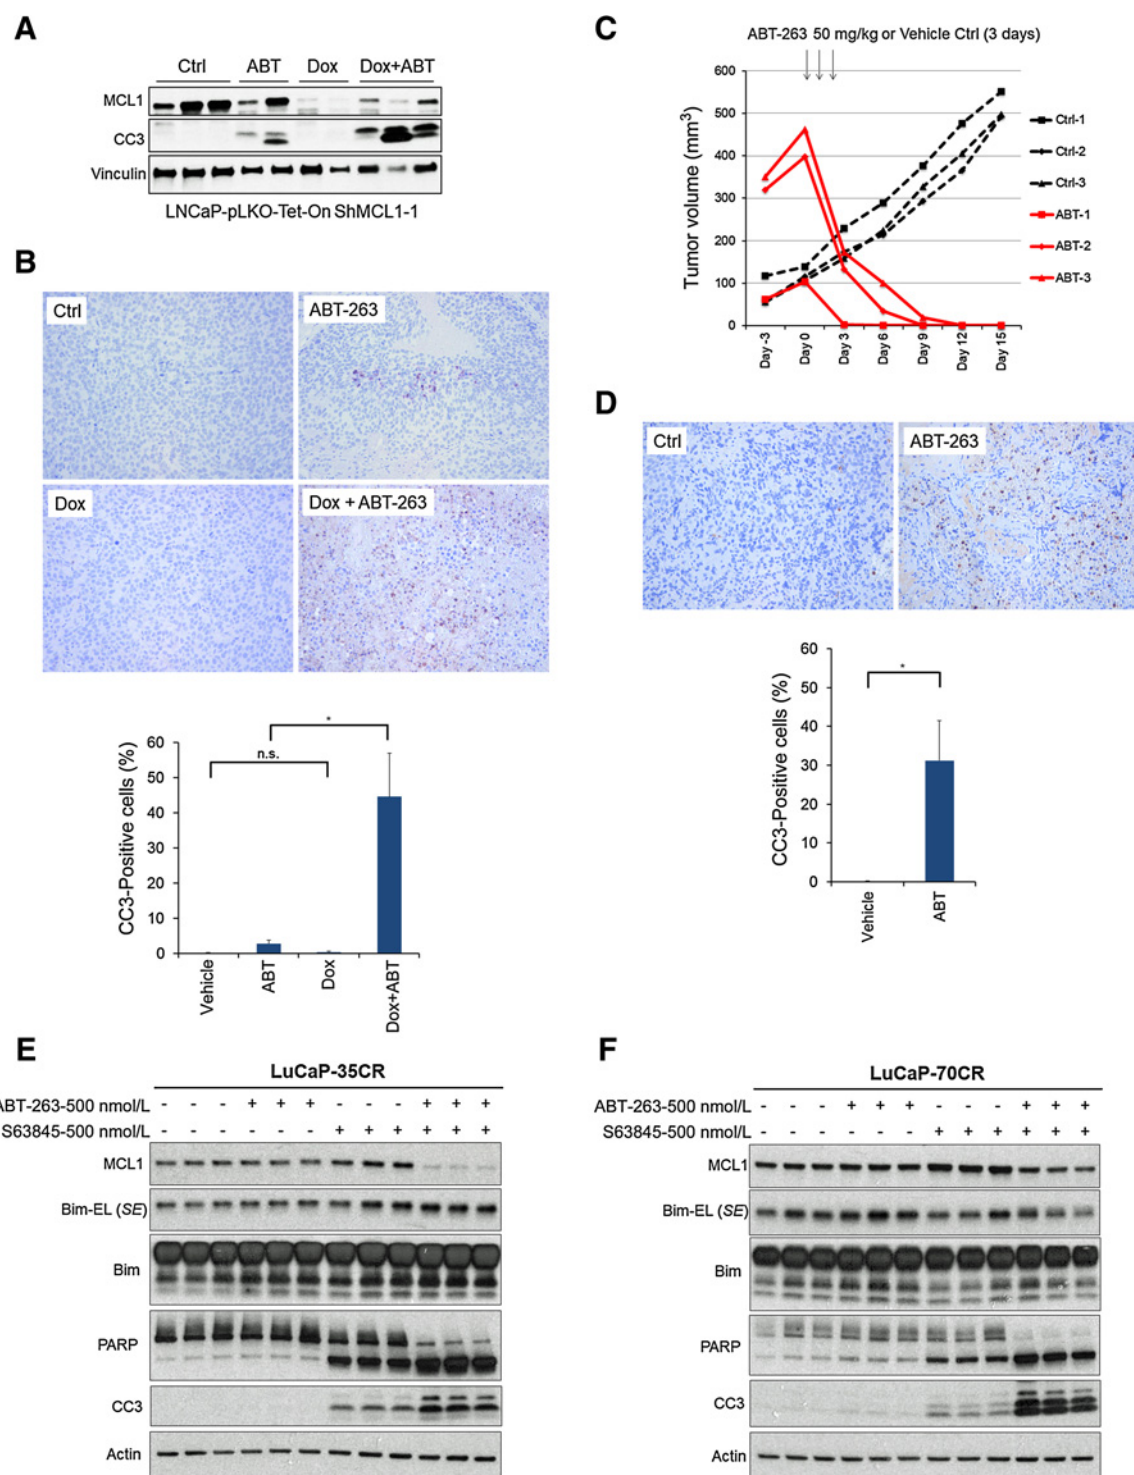 A
Ctrl ABT Dox Dox+ABT
MCL1
CC3
Vinculin
LNCaP-pLKO-Tet-On ShMCL1-1
B
Ctrl
ABT-263
Dox
Dox + ABT-263
CC3-Positive cells (%)
60
50
40
30
20
10
0
n.s.
*
Vehicle
ABT
Dox
Dox+ABT
C
ABT-263 50 mg/kg or Vehicle Ctrl (3 days)
Tumor volume (mm3)
600
500
400
300
200
100
0
Day -3
Day 0
Day 3
Day 6
Day 9
Day 12
Day 15
Ctrl-1
Ctrl-2
Ctrl-3
ABT-1
ABT-2
ABT-3
D
Ctrl
ABT-263
CC3-Positive cells (%)
60
50
40
30
20
10
0
*
Vehicle
ABT
E
LuCaP-35CR
ABT-263-500 nmol/L - - - + + + - - - + + +
S63845-500 nmol/L - - - - - - + + + + + +
MCL1
Bim-EL (SE)
Bim
PARP
CC3
Actin
F
LuCaP-70CR
ABT-263-500 nmol/L - - - + + + - - - + + +
S63845-500 nmol/L - - - - - - + + + + + +
MCL1
Bim-EL (SE)
Bim
PARP
CC3
Actin